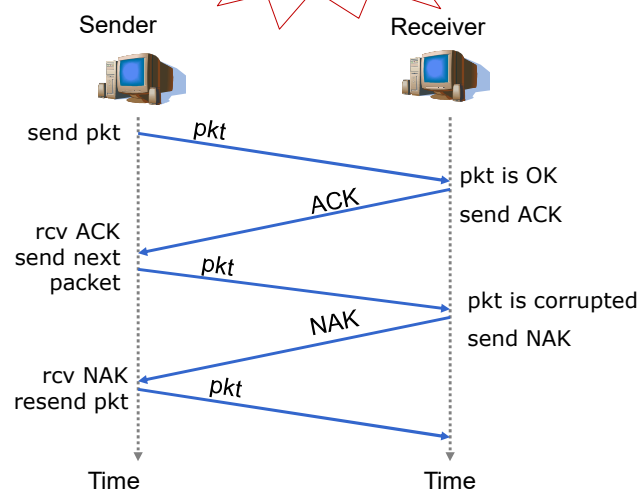 Sender
Receiver
send pkt
pkt
pkt is OK
ACK
send ACK
rcv ACK
send next
packet
pkt
pkt is corrupted
NAK
send NAK
rcv NAK
resend pkt
pkt
Time
Time